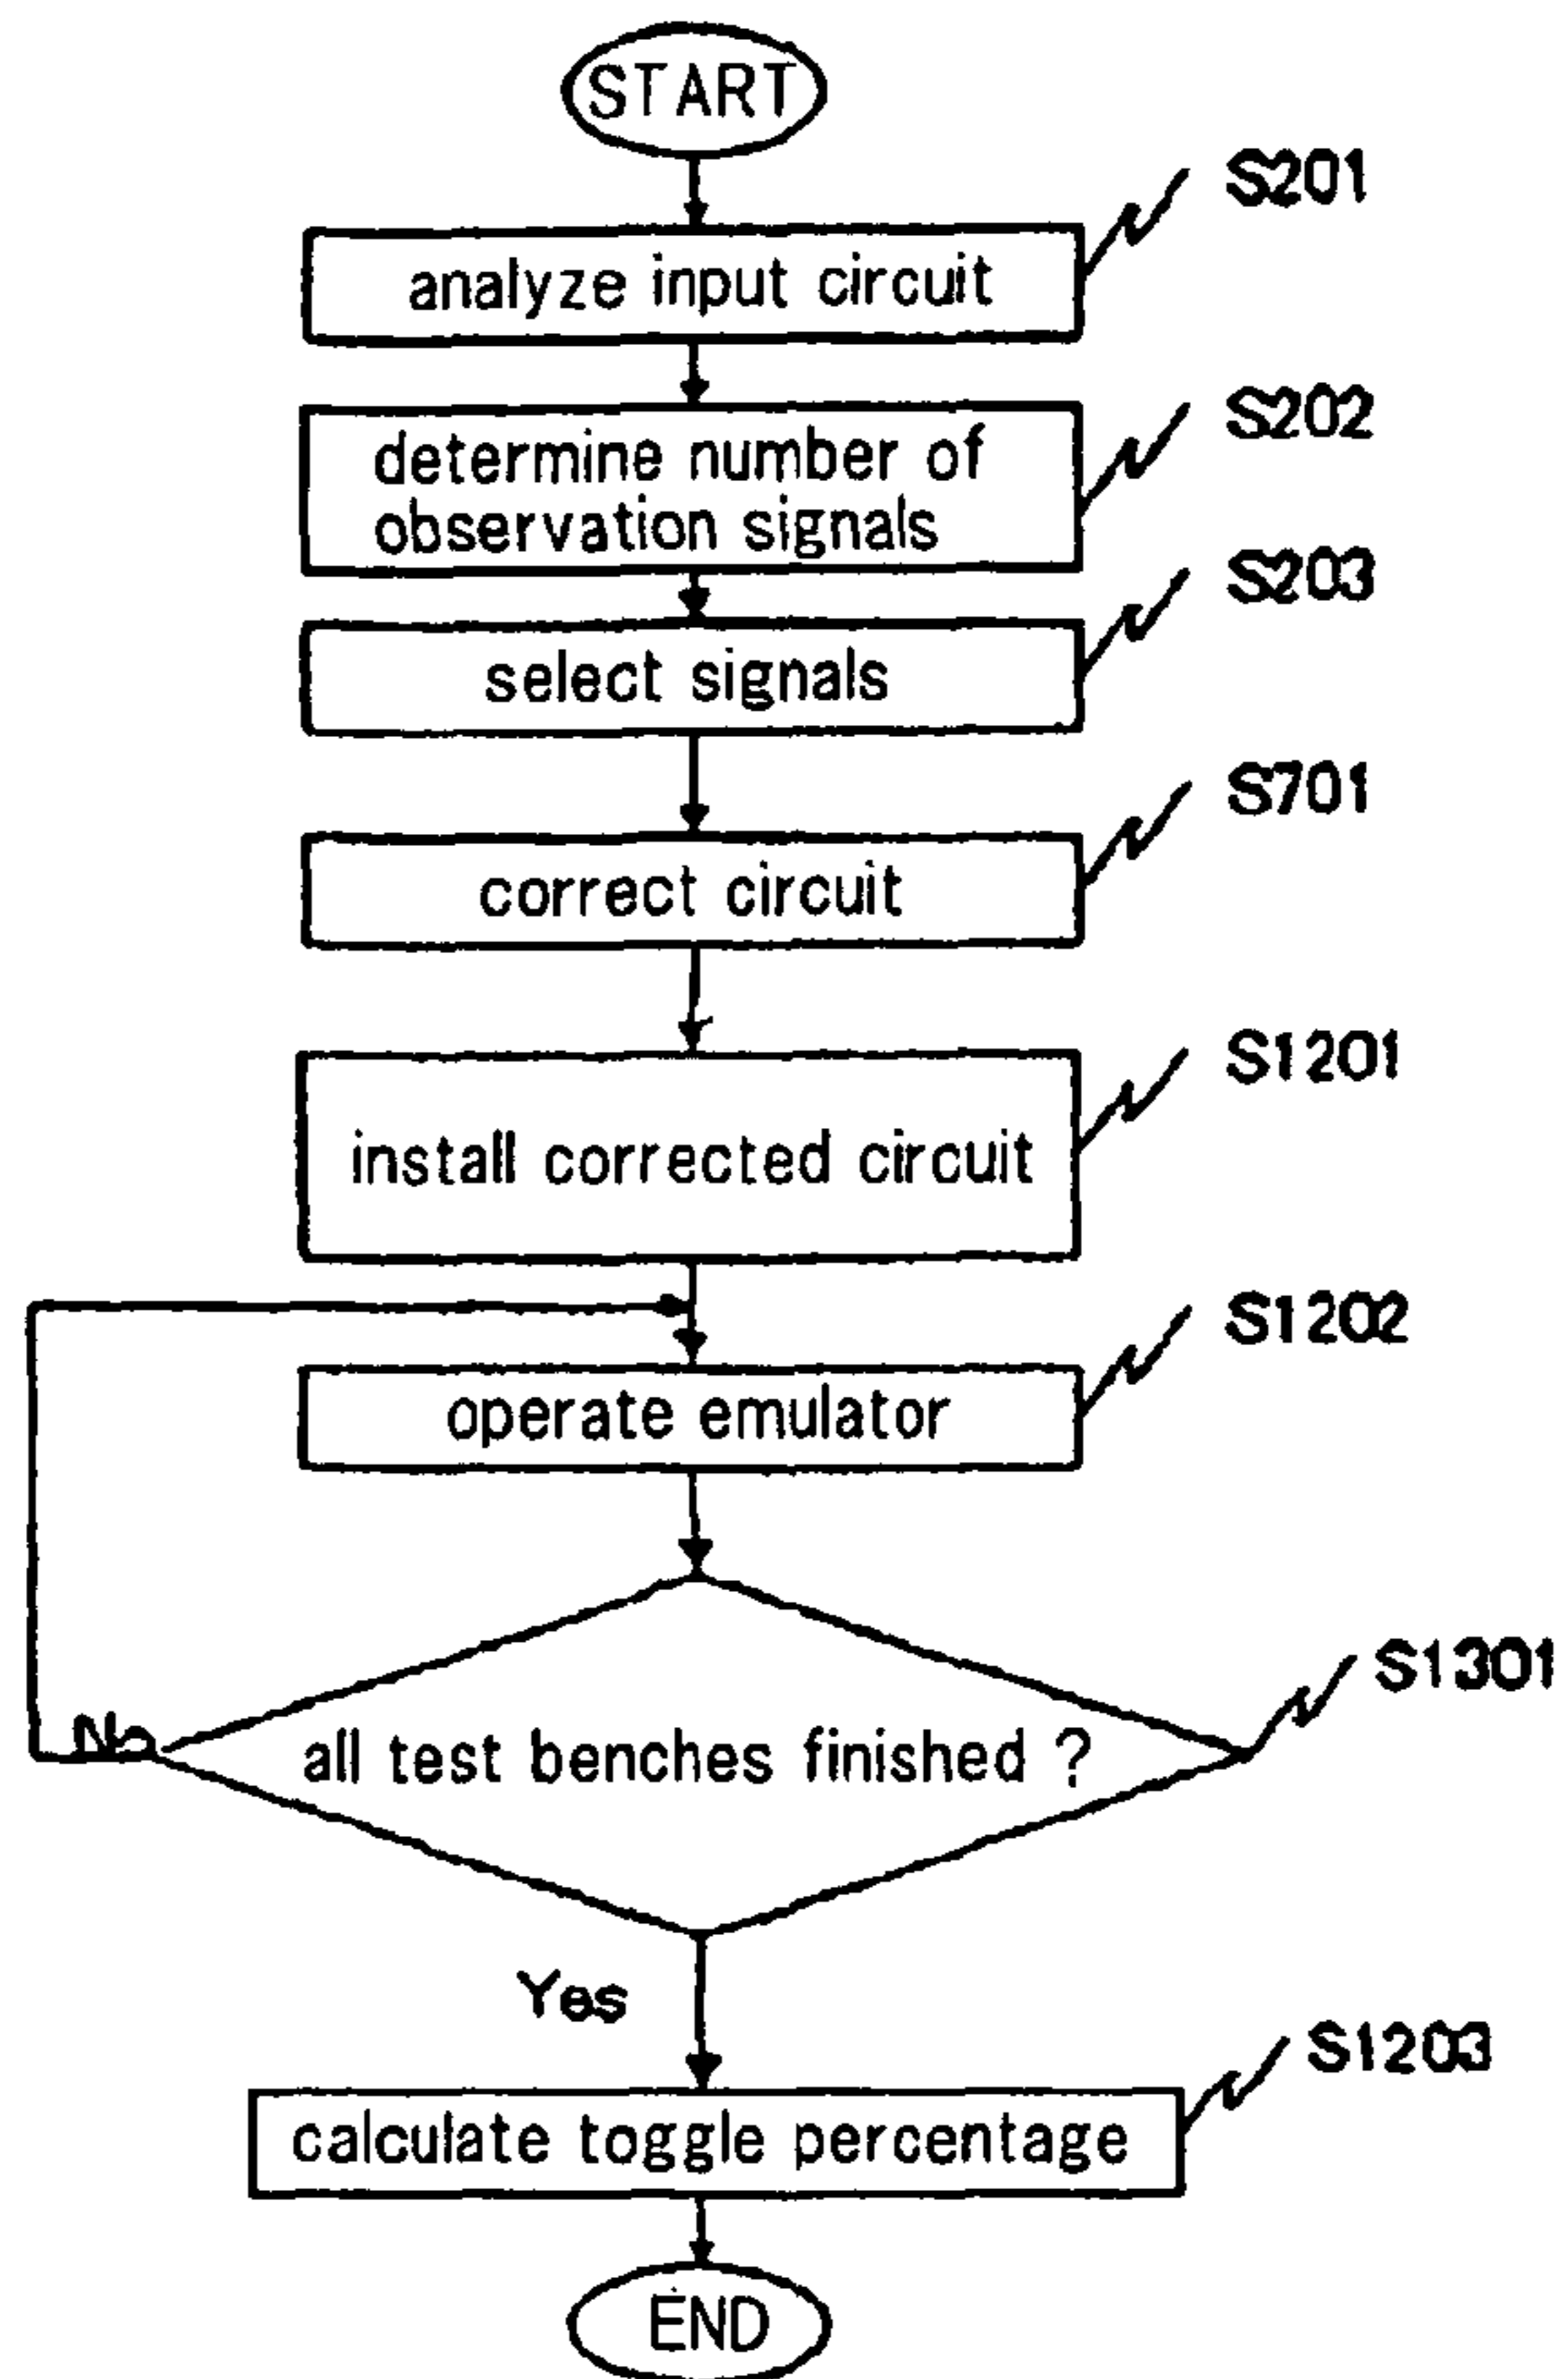 START
S201
analyze input circuit
S202
determine number of
observation signals
S203
select signals
S701
correct circuit
S1201
install corrected circuit
S1202
operate emulator
S1301
No
all test benches finished ?
Yes
S1203
calculate toggle percentage
END